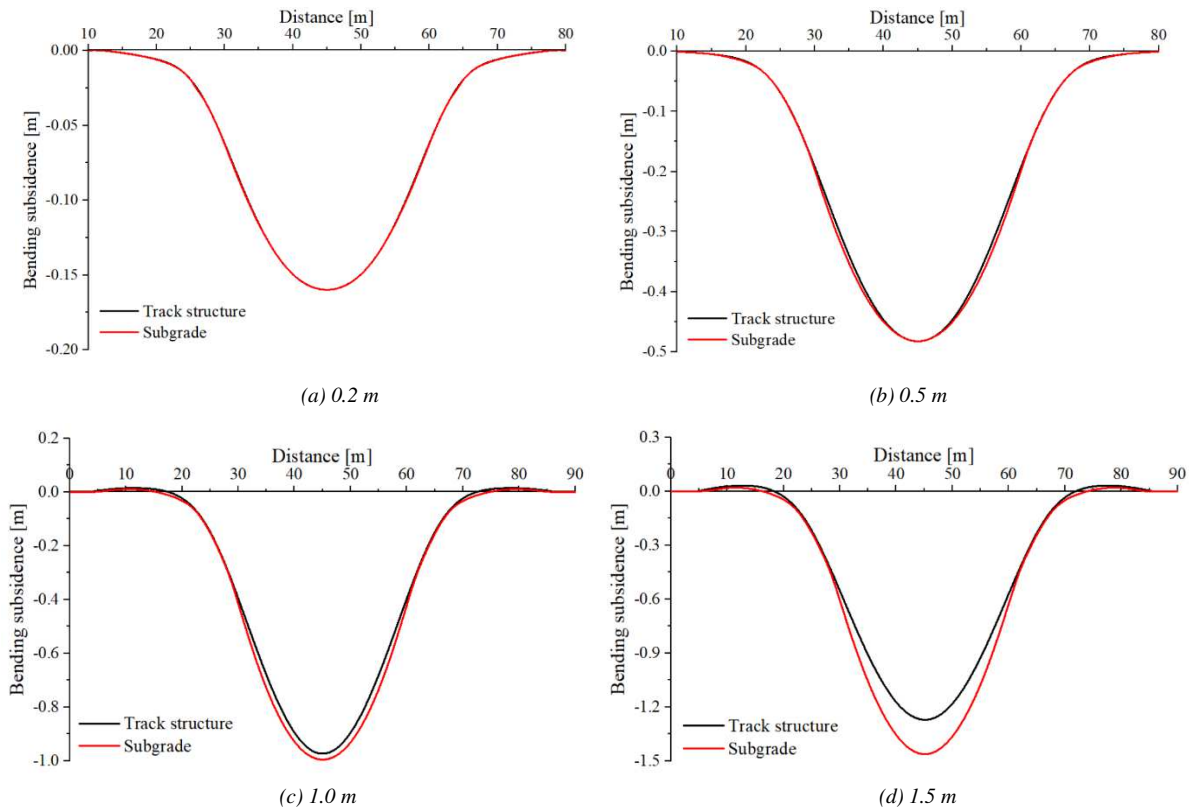 Distance [m]
10 20 30 40 50 60 70 80
0.00
-0.05
-0.10
-0.15
-0.20
Bending subsidence [m]
Track structure
Subgrade
(a) 0.2 m
Distance [m]
10 20 30 40 50 60 70 80
0.0
-0.1
-0.2
-0.3
-0.4
-0.5
Bending subsidence [m]
Track structure
Subgrade
(b) 0.5 m
0.2
Distance [m]
0 10 20 30 40 50 60 70 80 90
0.0
-0.2
-0.4
-0.6
-0.8
-1.0
Bending subsidence [m]
Track structure
Subgrade
(c) 1.0 m
0.3
Distance [m]
0 10 20 30 40 50 60 70 80 90
0.0
-0.3
-0.6
-0.9
-1.2
-1.5
Bending subsidence [m]
Track structure
Subgrade
(d) 1.5 m